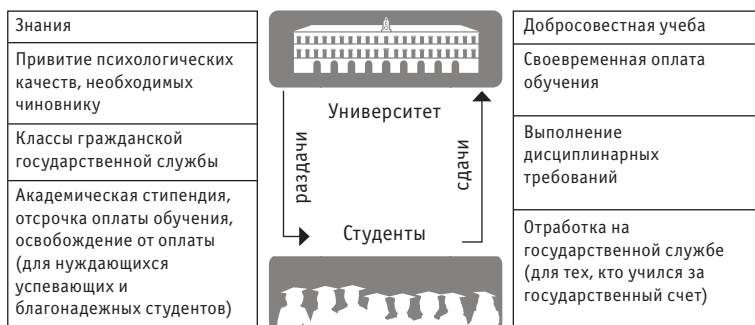 Знания
Привитие психологических
качеств, необходимых
чиновнику
Классы гражданской
государственной службы
Академическая стипендия,
отсрочка оплаты обучения,
освобождение от оплаты
(для нуждающихся
успевающих и
благонадежных студентов)
Университет
раздачи
сдачи
Студенты
Добросовестная учеба
Своевременная оплата
обучения
Выполнение
дисциплинарных
требований
Отработка на
государственной службе
(для тех, кто учился за
государственный счет)